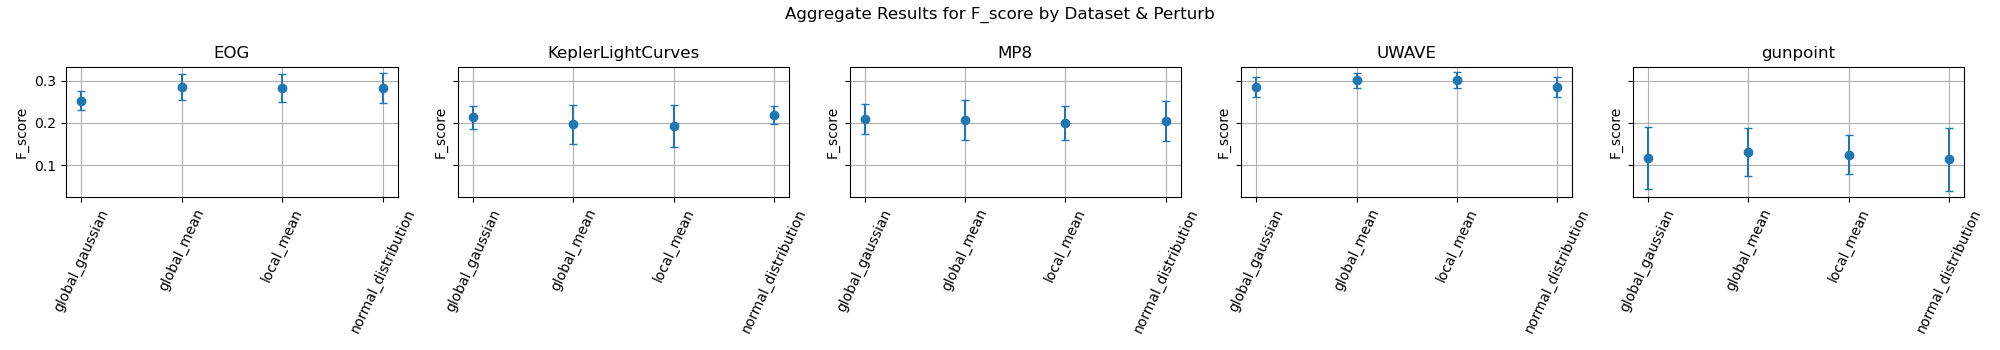 Aggregate Results for F_score by Dataset & Perturb
EOG
F_score
0.3
0.2
0.1
global_gaussian
global_mean
local_mean
normal_distribution
KeplerLightCurves
F_score
global_gaussian
global_mean
local_mean
normal_distribution
MP8
F_score
global_gaussian
global_mean
local_mean
normal_distribution
UWAVE
F_score
global_gaussian
global_mean
local_mean
normal_distribution
gunpoint
F_score
global_gaussian
global_mean
local_mean
normal_distribution